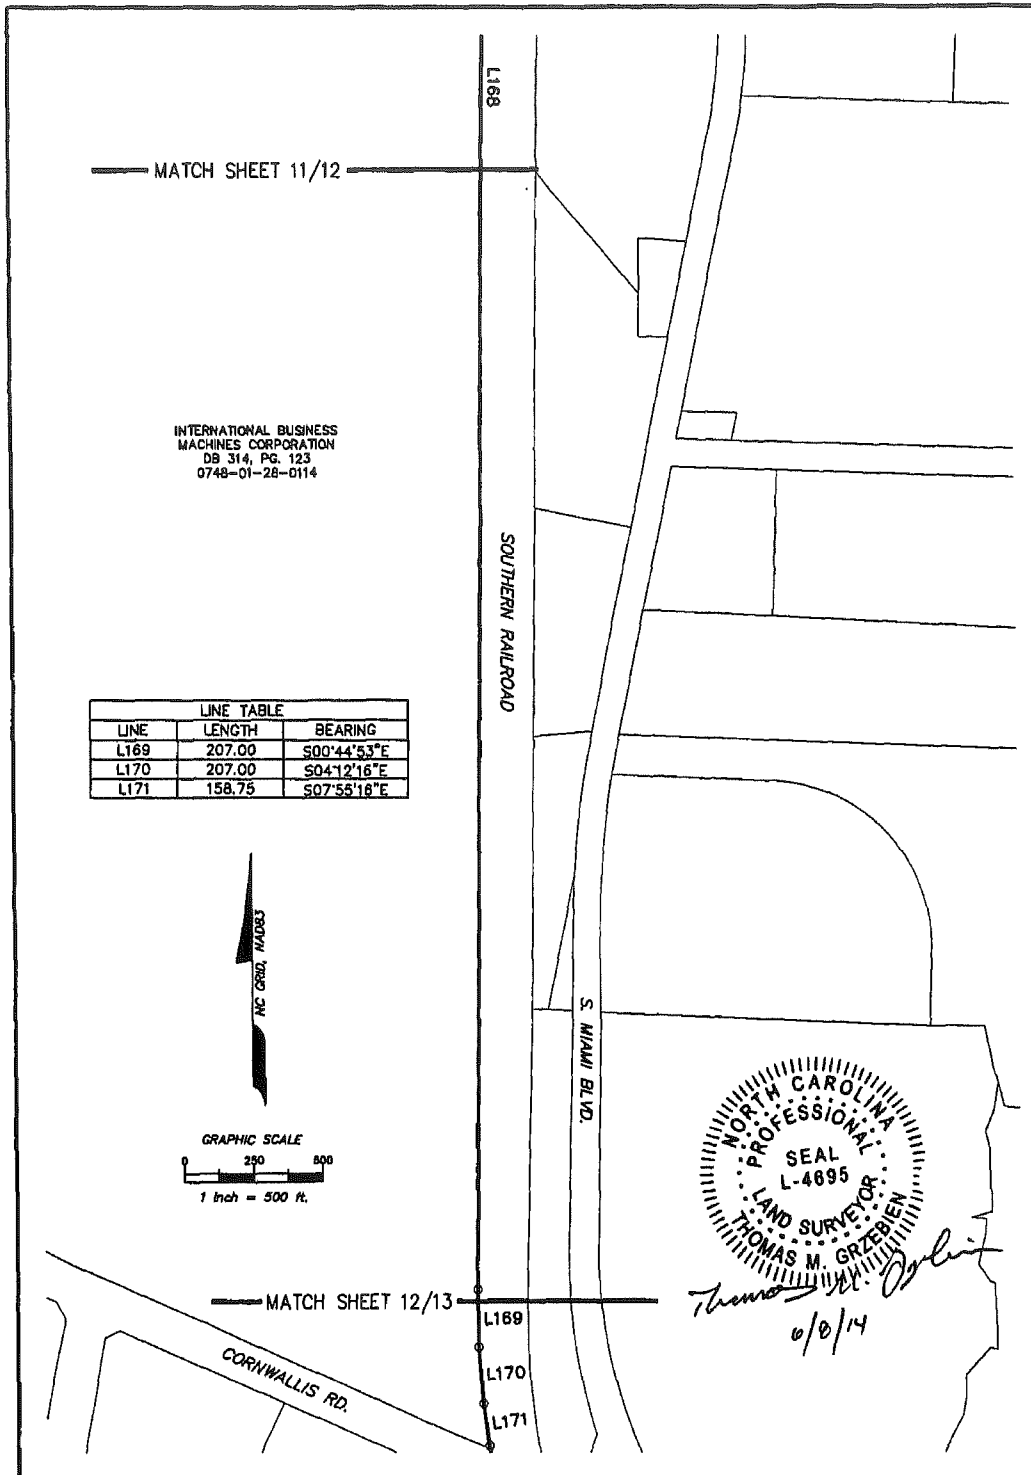 L168
MATCH SHEET 11/12
INTERNATIONAL BUSINESS
MACHINES CORPORATION
DB 314, PG. 123
0748-01-28-0114
SOUTHERN RAILROAD
LINE TABLE
LINE LENGTH BEARING
L169 207.00 S00°44'53"E
L170 207.00 S04°12'16"E
L171 158.75 S07°55'16"E
NC GRID, NAD83
S. MIAMI BLVD.
GRAPHIC SCALE
0 250 500
1 inch = 500 ft.
NORTH CAROLINA
PROFESSIONAL
SEAL
L-4695
LAND SURVEYOR
THOMAS M. GRZEBIEN
Thomas M.
6/8/14
MATCH SHEET 12/13
L169
CORNWALLIS RD.
L170
L171